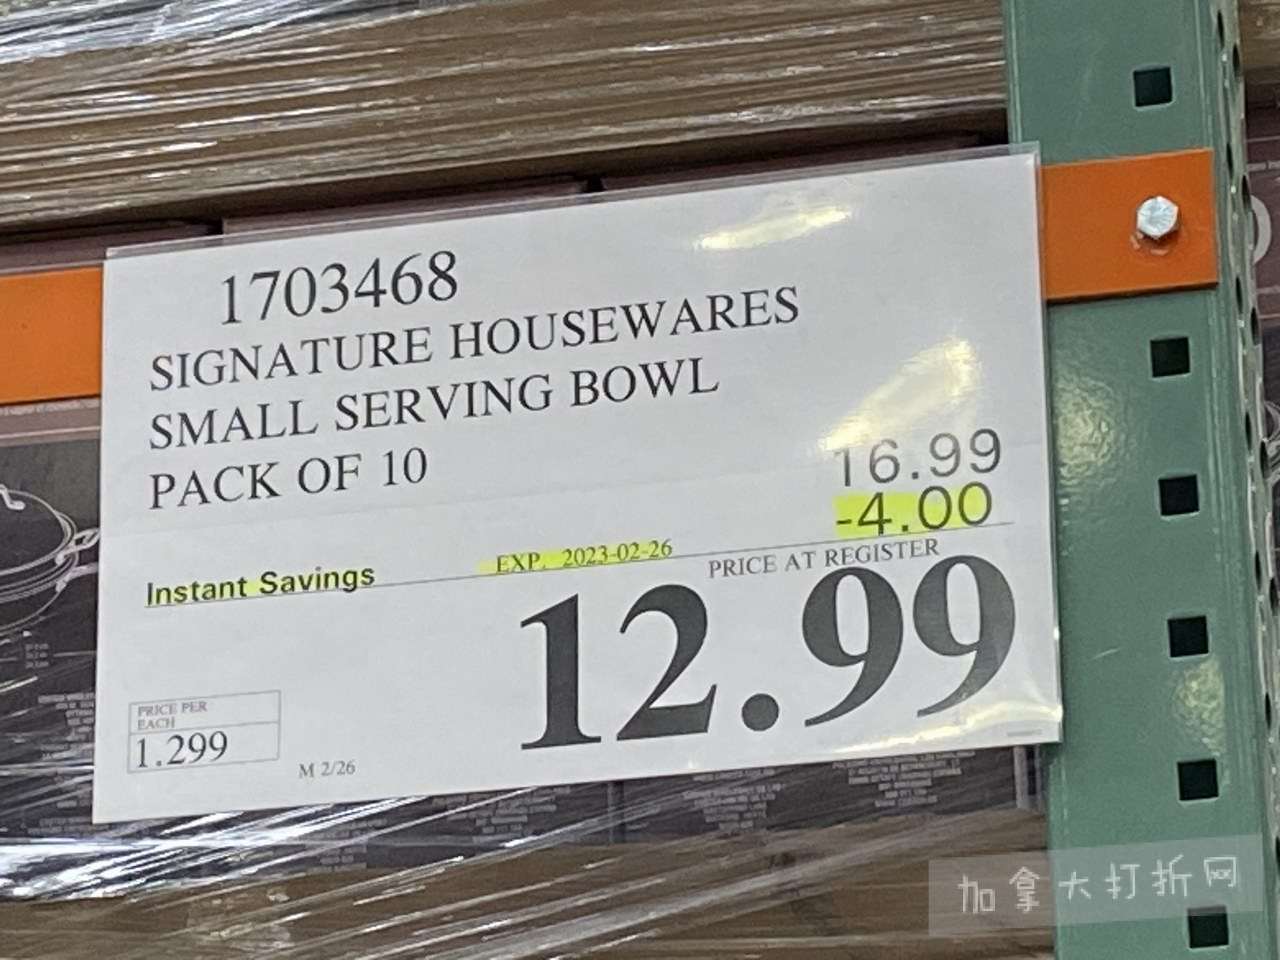 1703468
SIGNATURE HOUSEWARES
SMALL SERVING BOWL
PACK OF 10
16.99
-4.00
Instant Savings
EXP. 2023-02-26
PRICE AT REGISTER
12.99
PRICE PER
EACH
1.299
M 2/26
加拿大打折网